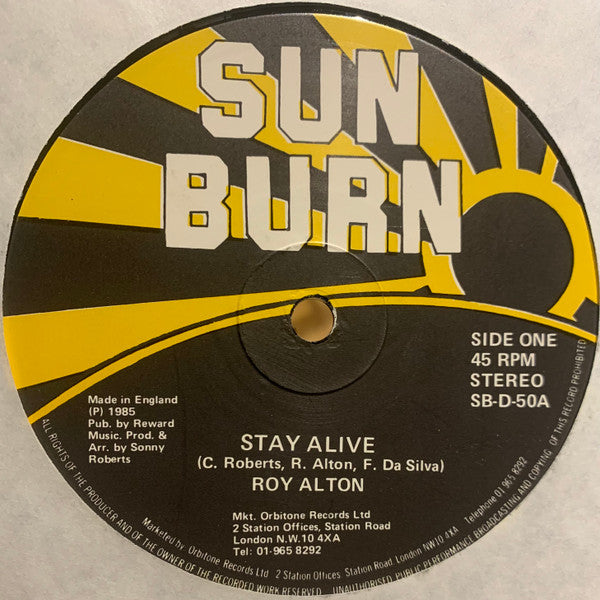 SUN
BURN
SIDE ONE
45 RPM
STEREO
SB-D-50A
Made in England
(P) 1985
Pub. by Reward
Music. Prod. &
Arr. by Sonny
Roberts
STAY ALIVE
(C. Roberts, R. Alton, F. Da Silva)
ROY ALTON
Mkt. Orbitone Records Ltd
2 Station Offices, Station Road
London N.W.10 4XA
Tel: 01-965 8292
ALL RIGHTS OF THE PRODUCER AND OF THE OWNER OF THE RECORDED WORK RESERVED. UNAUTHORISED PUBLIC PERFORMANCE BROADCASTING AND COPYING OF THIS RECORD PROHIBITED
Marketed by: Orbitone Records Ltd 2 Station Offices Station Road, London NW10 4XA Telephone 01 965 8292